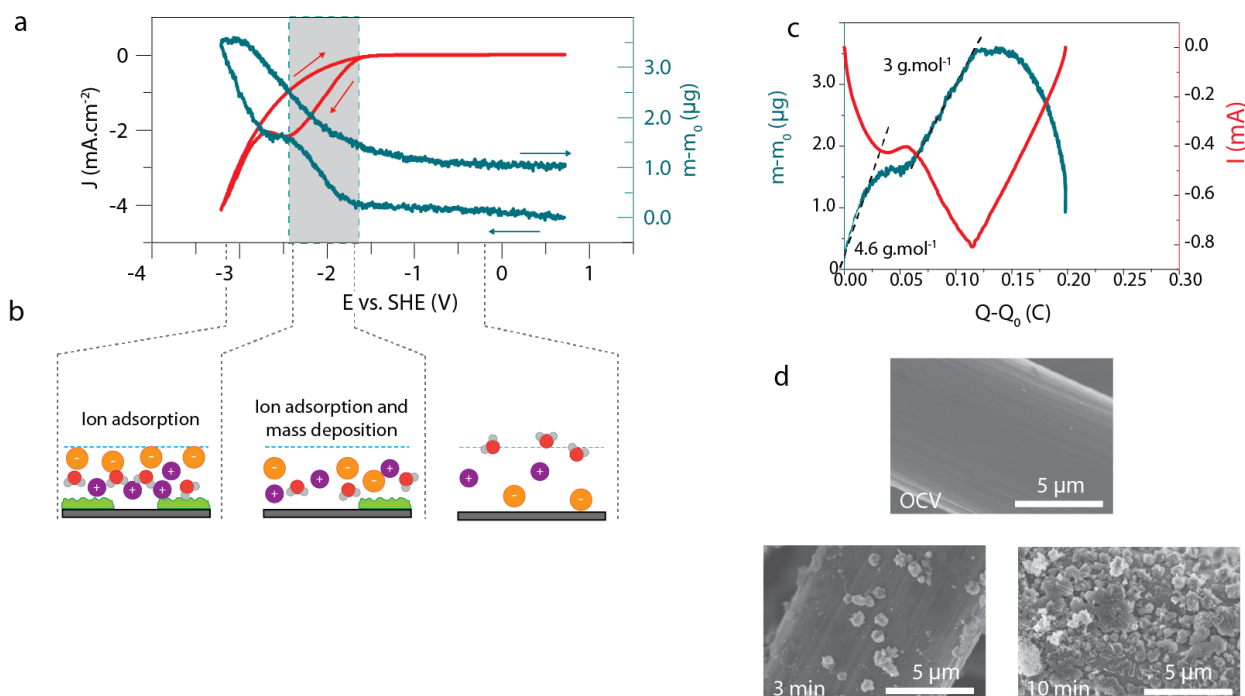 a
J (mA.cm⁻²)
0
-2
-4
3.0
2.0
1.0
0.0
m-m₀ (µg)
-4
-3
-2
-1
0
1
E vs. SHE (V)
b
Ion adsorption
Ion adsorption and
mass deposition
-
-
-
-
+
+
+
+
-
-
+
+
+
-
+
+
-
-
c
m-m₀ (µg)
3.0
2.0
1.0
0
3 g.mol⁻¹
4.6 g.mol⁻¹
0.0
-0.2
-0.4
-0.6
-0.8
I (mA)
0.00
0.05
0.10
0.15
0.20
0.30
Q-Q₀ (C)
d
OCV
5 µm
3 min
5 µm
10 min
5 µm